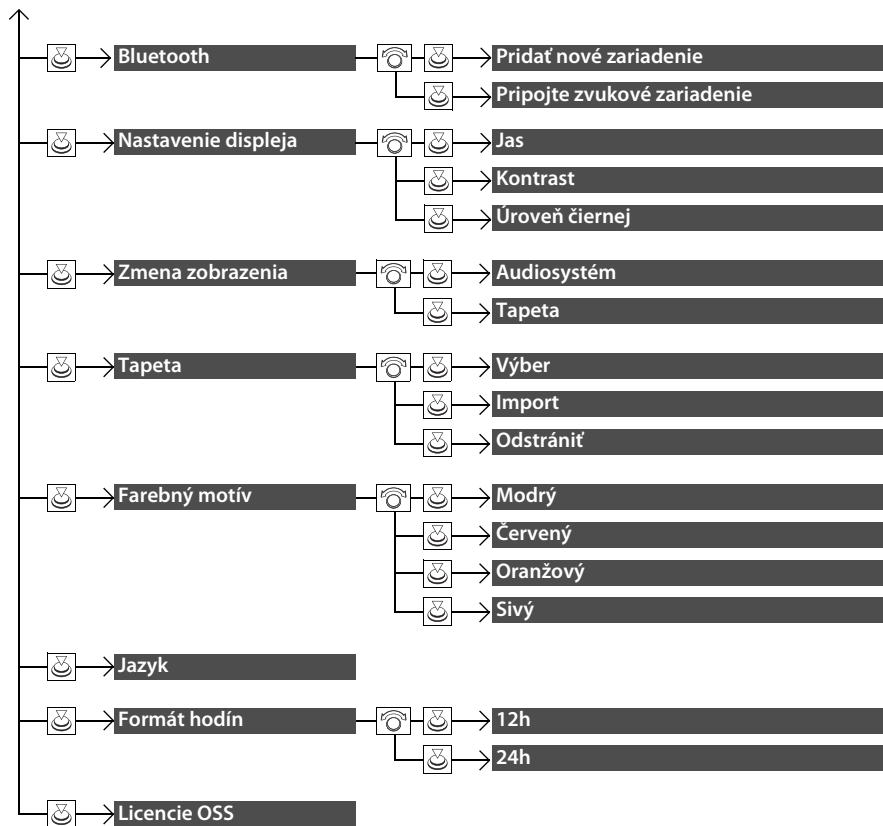 Bluetooth
Pridať nové zariadenie
Pripojte zvukové zariadenie
Nastavenie displeja
Jas
Kontrast
Úroveň čiernej
Zmena zobrazenia
Audiosystém
Tapeta
Tapeta
Výber
Import
Odstrániť
Farebný motív
Modrý
Červený
Oranžový
Sivý
Jazyk
Formát hodín
12h
24h
Licencie OSS